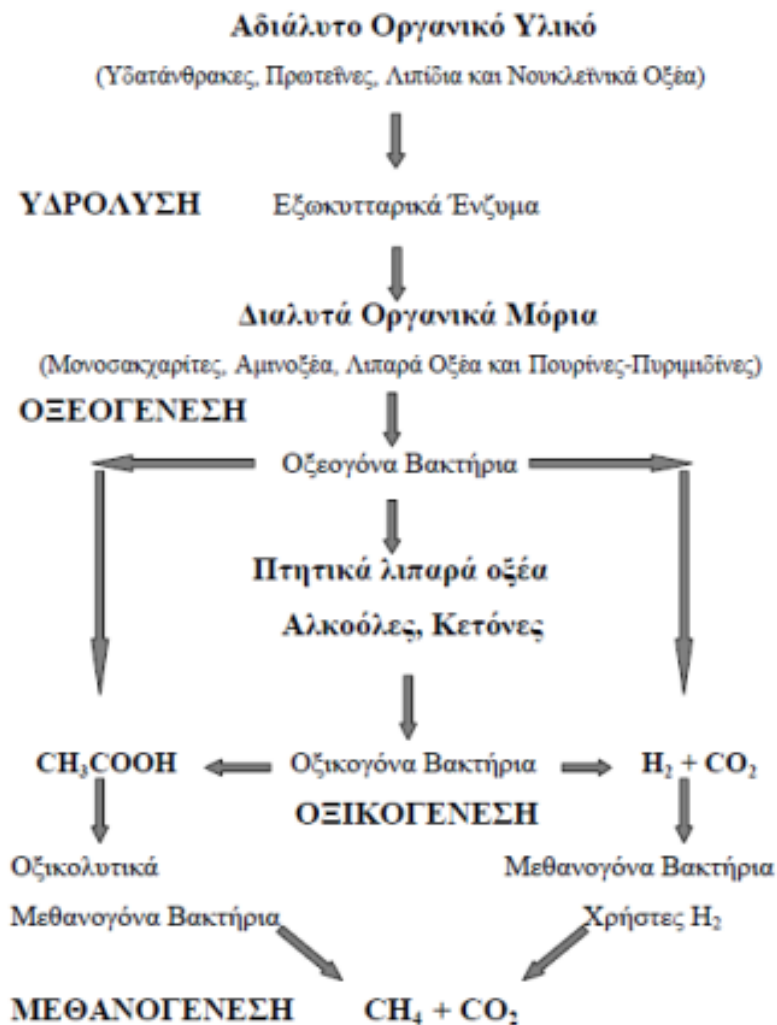 Αδιάλυτο Οργανικό Υλικό
(Υδατάνθρακες, Πρωτεΐνες, Λιπίδια και Νουκλεϊνικά Οξέα)
ΥΔΡΟΛΥΣΗ Εξωκυτταρικά Ένζυμα
Διαλυτά Οργανικά Μόρια
(Μονοσακχαρίτες, Αμινοξέα, Λιπαρά Οξέα και Πουρίνες-Πυριμιδίνες)
ΟΞΕΟΓΕΝΕΣΗ
Οξεογόνα Βακτήρια
Πτητικά λιπαρά οξέα
Αλκοόλες, Κετόνες
CH₃COOH Οξικογόνα Βακτήρια H₂ + CO₂
ΟΞΙΚΟΓΕΝΕΣΗ
Οξικολυτικά Μεθανογόνα Βακτήρια
Μεθανογόνα Βακτήρια Χρήστες H₂
ΜΕΘΑΝΟΓΕΝΕΣΗ CH₄ + CO₂